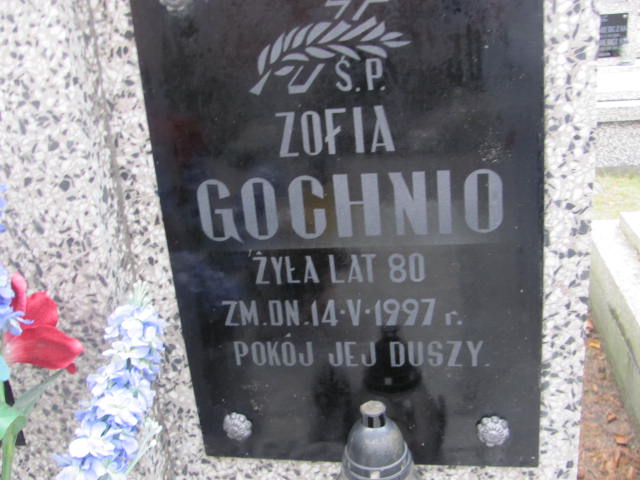 Ś.P.
ZOFIA
GOCHNIO
ŻYŁA LAT 80
ZM. DN. 14·V·1997 r.
POKÓJ JEJ DUSZY.